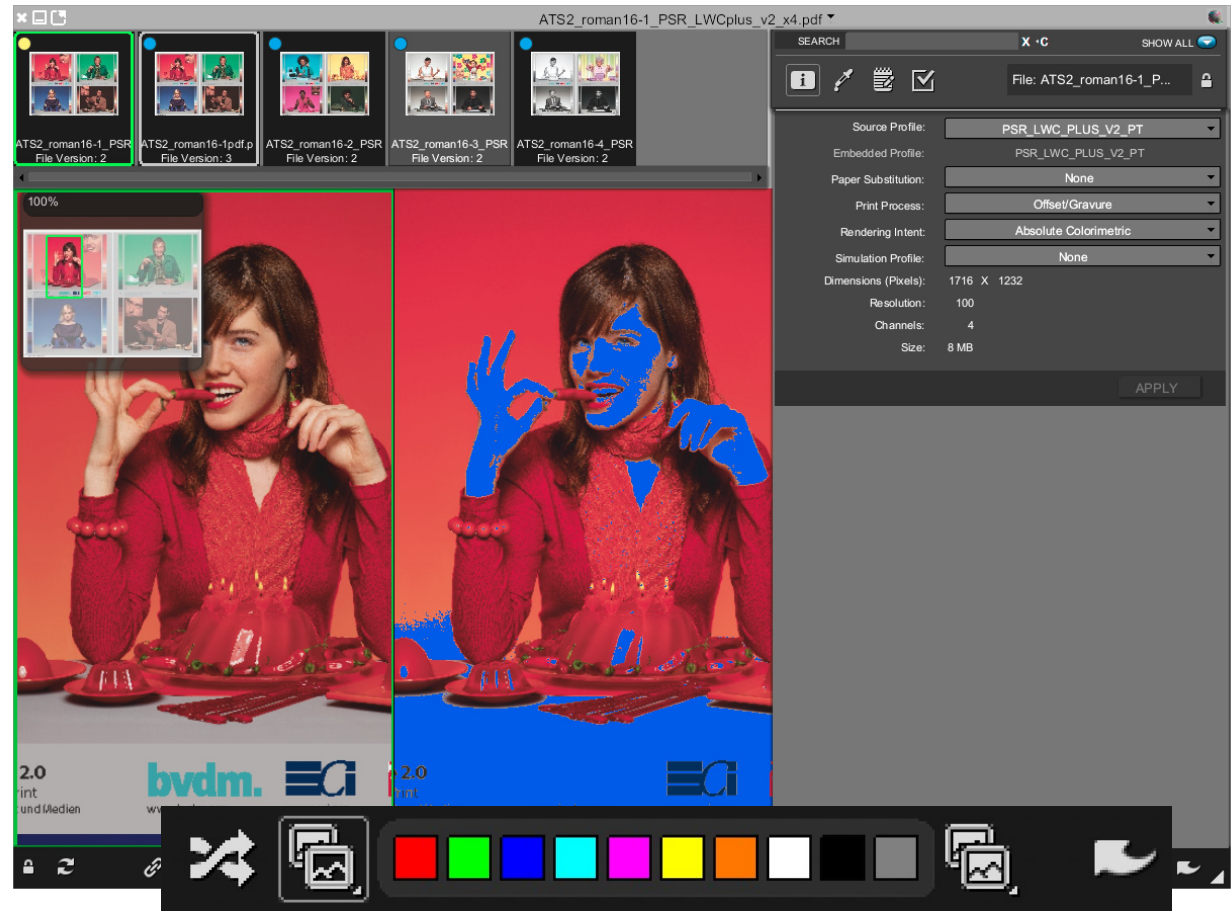 ATS2_roman16-1_PSR_LWCplus_v2_x4.pdf
SEARCH
X · C
SHOW ALL
File: ATS2_roman16-1_P...
ATS2_roman16-1_PSR
File Version: 2
ATS2_roman16-1pdf.p
File Version: 3
ATS2_roman16-2_PSR
File Version: 2
ATS2_roman16-3_PSR
File Version: 2
ATS2_roman16-4_PSR
File Version: 2
Source Profile: PSR_LWC_PLUS_V2_PT
Embedded Profile: PSR_LWC_PLUS_V2_PT
Paper Substitution: None
Print Process: Offset/Gravure
Rendering Intent: Absolute Colorimetric
Simulation Profile: None
Dimensions (Pixels): 1716 X 1232
Resolution: 100
Channels: 4
Size: 8 MB
APPLY
100%
2.0
int
und Medien
bvdm.
eci
2.0